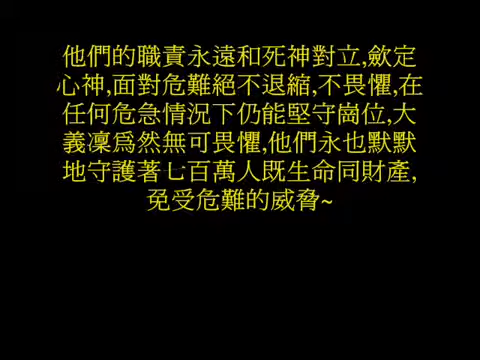 他們的職責永遠和死神對立,歛定
心神,面對危難絕不退縮,不畏懼,在
任何危急情況下仍能堅守崗位,大
義凜爲然無可畏懼,他們永也默默
地守護著七百萬人既生命同財產,
免受危難的威脅~